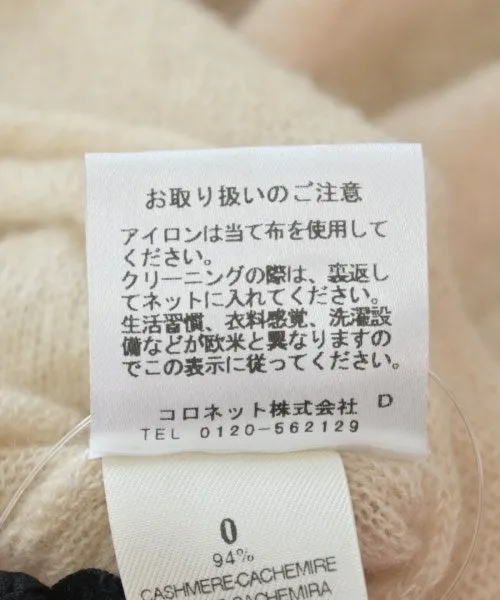 お取り扱いのご注意
アイロンは当て布を使用して
ください。
クリーニングの際は、裏返し
てネットに入れてください。
生活習慣、衣料感覚、洗濯設
備などが欧米と異なりますの
でこの表示に従ってください。
コロネット株式会社 D
TEL 0120-562129
0
94%
CASHMERE-CACHEMIRE
CACHEMIRA